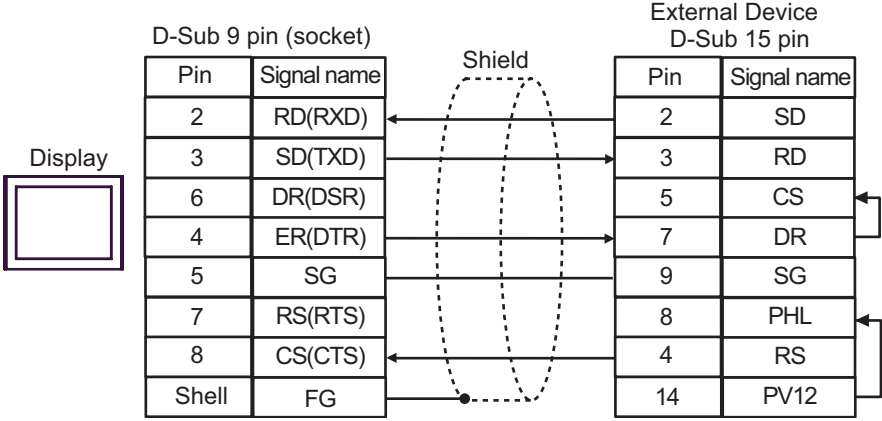 External Device
D-Sub 9 pin (socket)
D-Sub 15 pin
Shield
Pin Signal name Pin Signal name
2 RD(RXD) 2 SD
Display
3 SD(TXD) 3 RD
6 DR(DSR) 5 CS
4 ER(DTR) 7 DR
5 SG 9 SG
7 RS(RTS) 8 PHL
8 CS(CTS) 4 RS
Shell FG 14 PV12